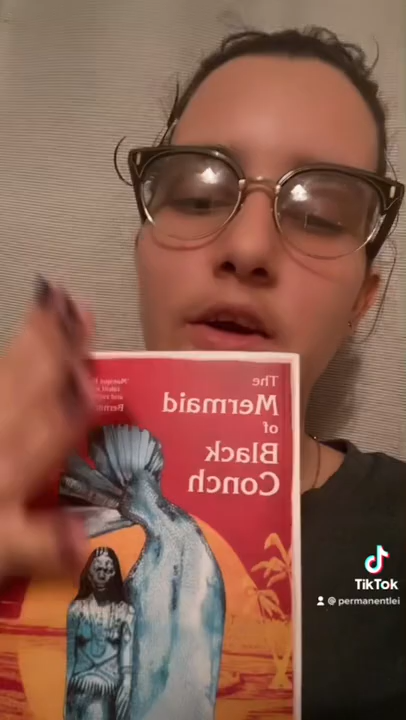 The
Mermaid
of
Black
Conch
TikTok
@permanentlei